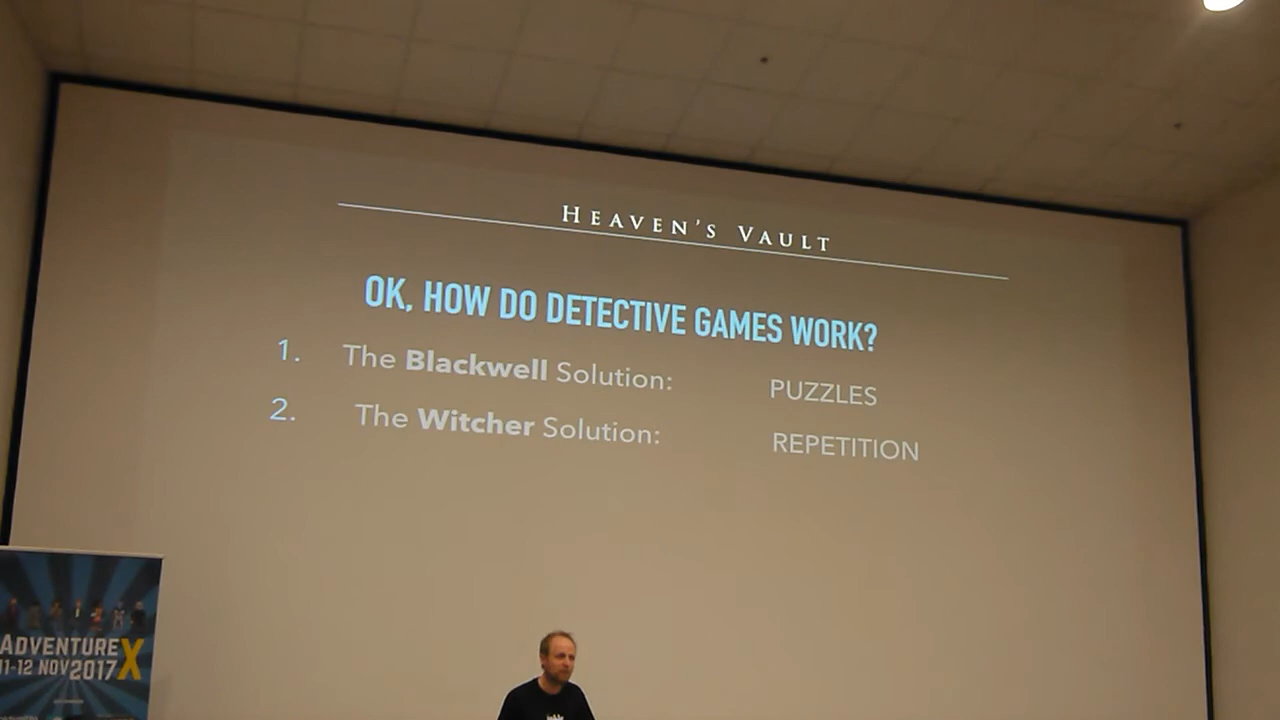 HEAVEN'S VAULT
OK, HOW DO DETECTIVE GAMES WORK?
1. The Blackwell Solution: PUZZLES
2. The Witcher Solution: REPETITION
ADVENTUREX
11-12 NOV 2017